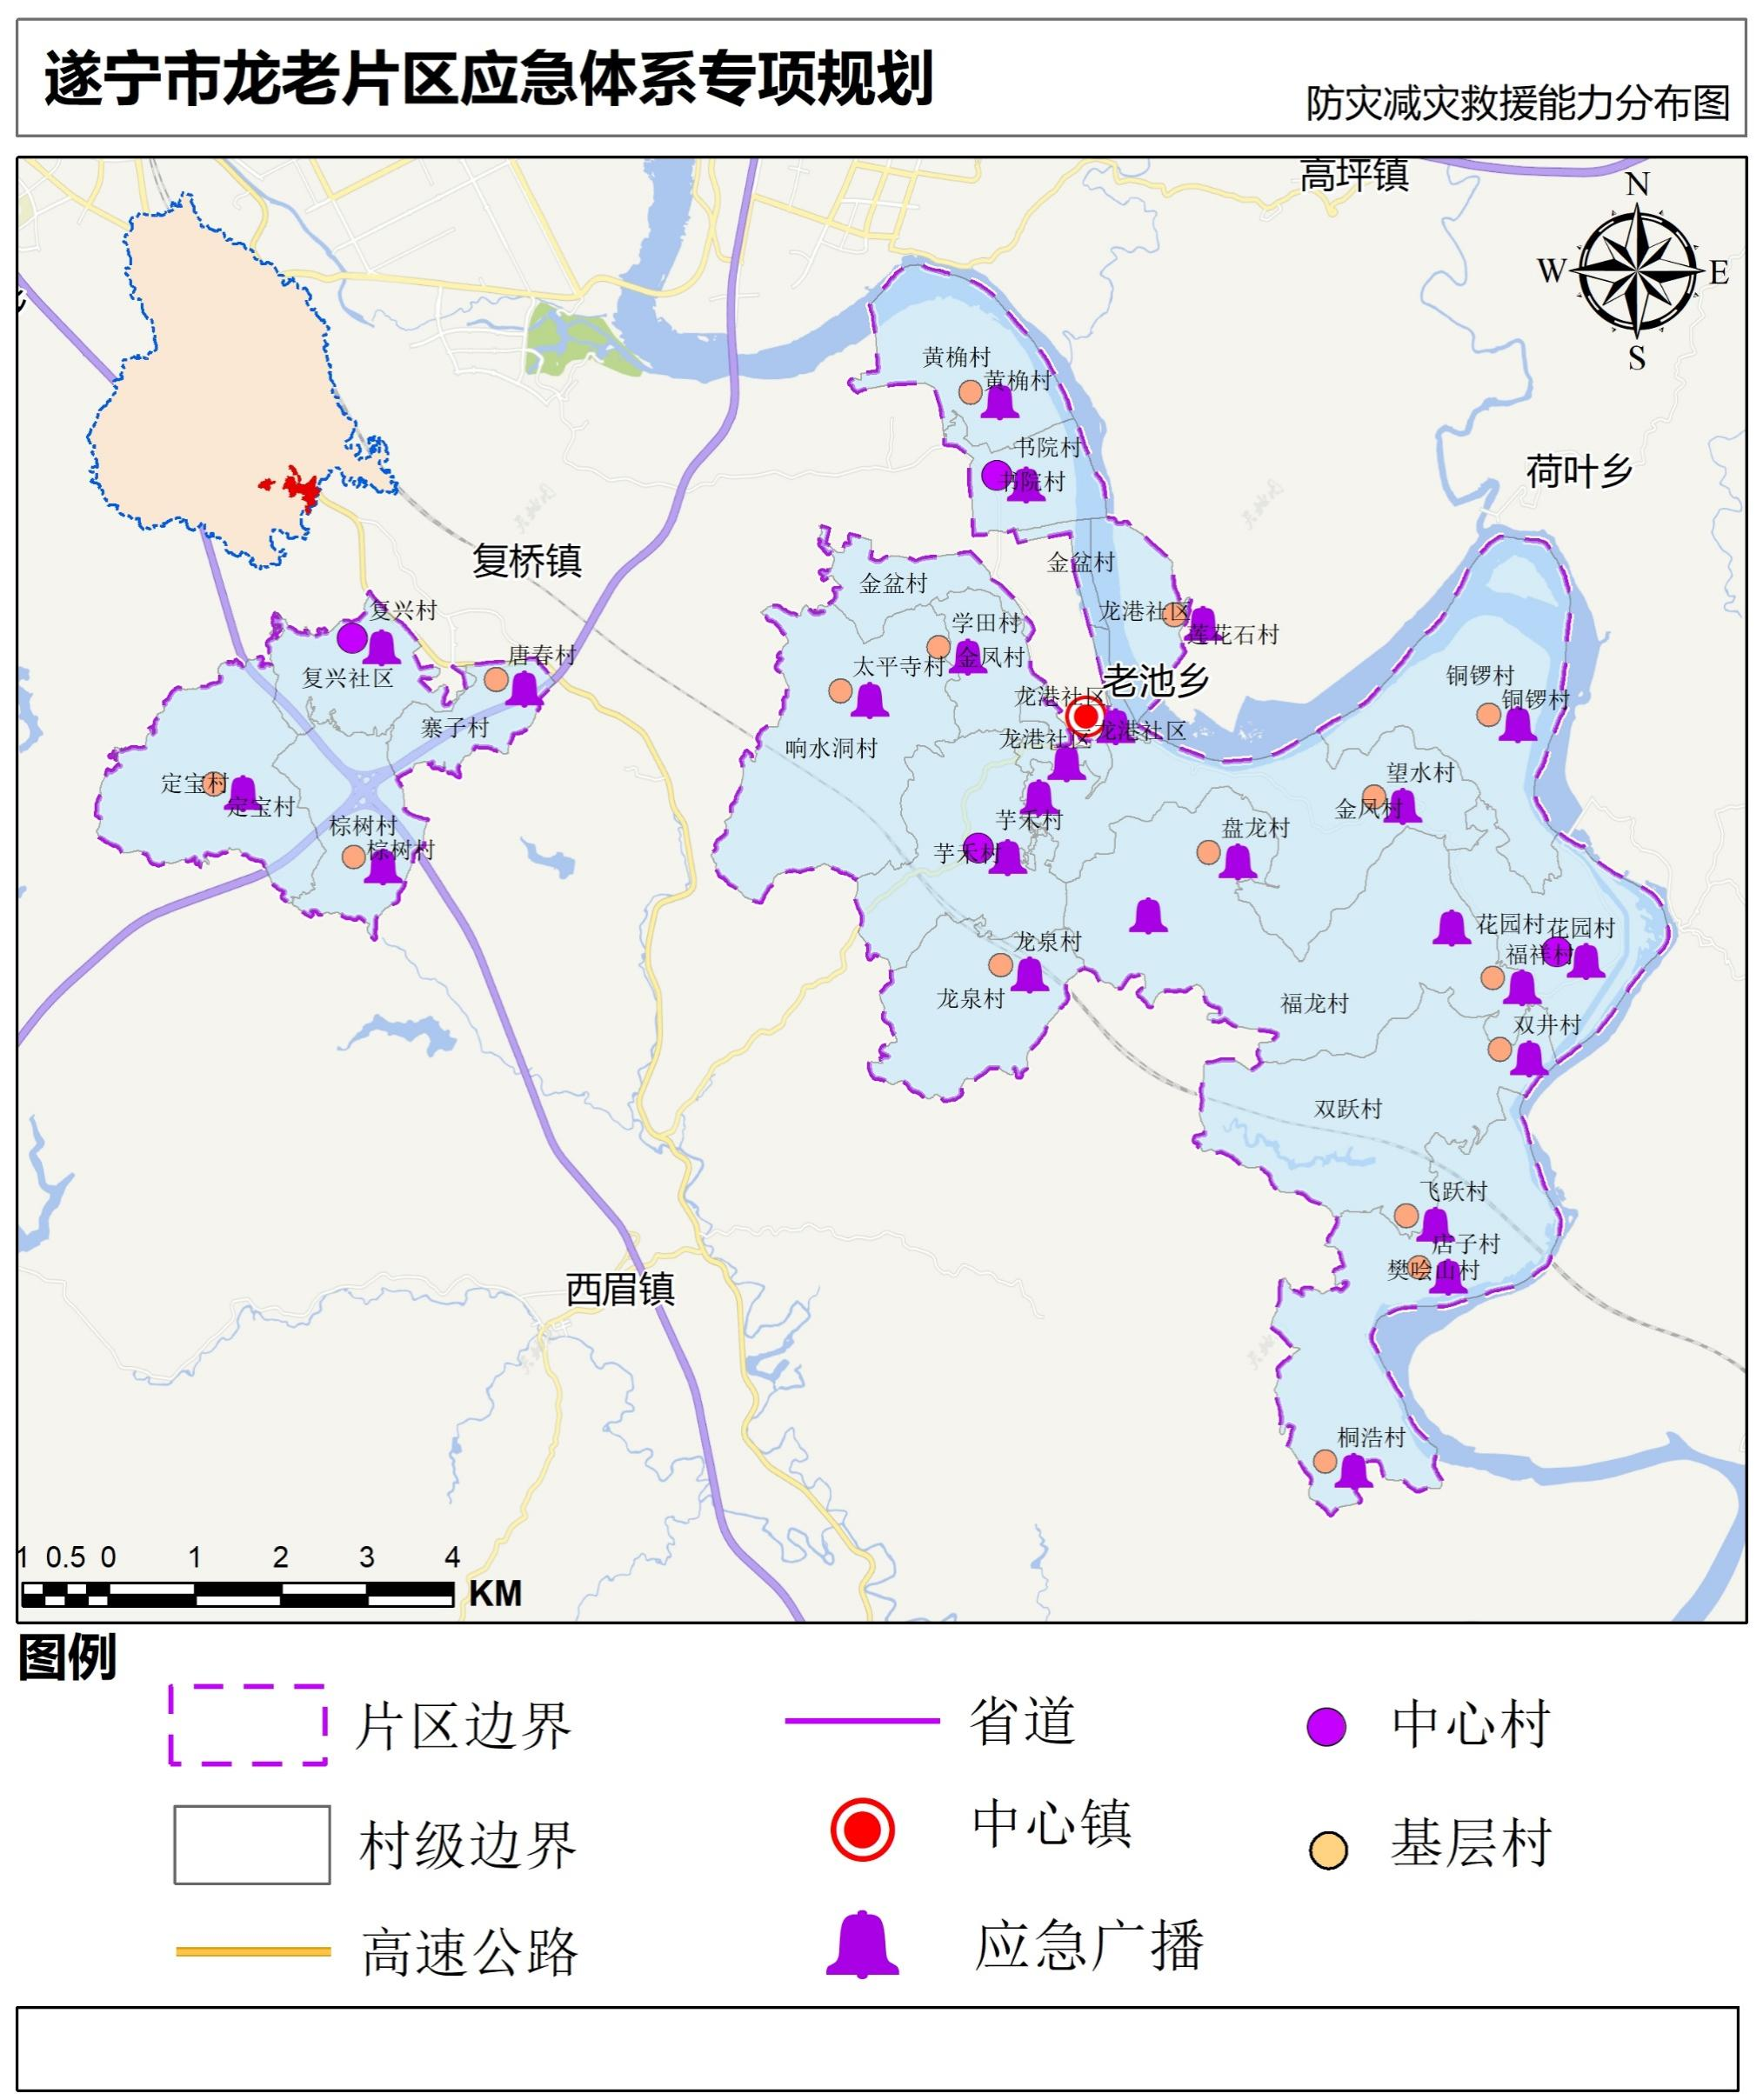 遂宁市龙老片区应急体系专项规划
防灾减灾救援能力分布图
高坪镇
N
W
E
S
黄桷村
黄桷村
书院村
书院村
荷叶乡
复桥镇
金盆村
金盆村
复兴村
龙港社区
学田村
莲花石村
唐春村
太平寺村
金凤村
复兴社区
老池乡
铜锣村
龙港社区
铜锣村
寨子村
龙港社区
龙港社区
响水洞村
望水村
定宝村
定宝村
金凤村
芋禾村
棕树村
盘龙村
棕树村
芋禾村
花园村
花园村
龙泉村
福祥村
龙泉村
福龙村
双井村
双跃村
飞跃村
店子村
樊哙山村
西眉镇
桐浩村
1 0.5 0 1 2 3 4
KM
图例
片区边界
省道
中心村
村级边界
中心镇
基层村
高速公路
应急广播